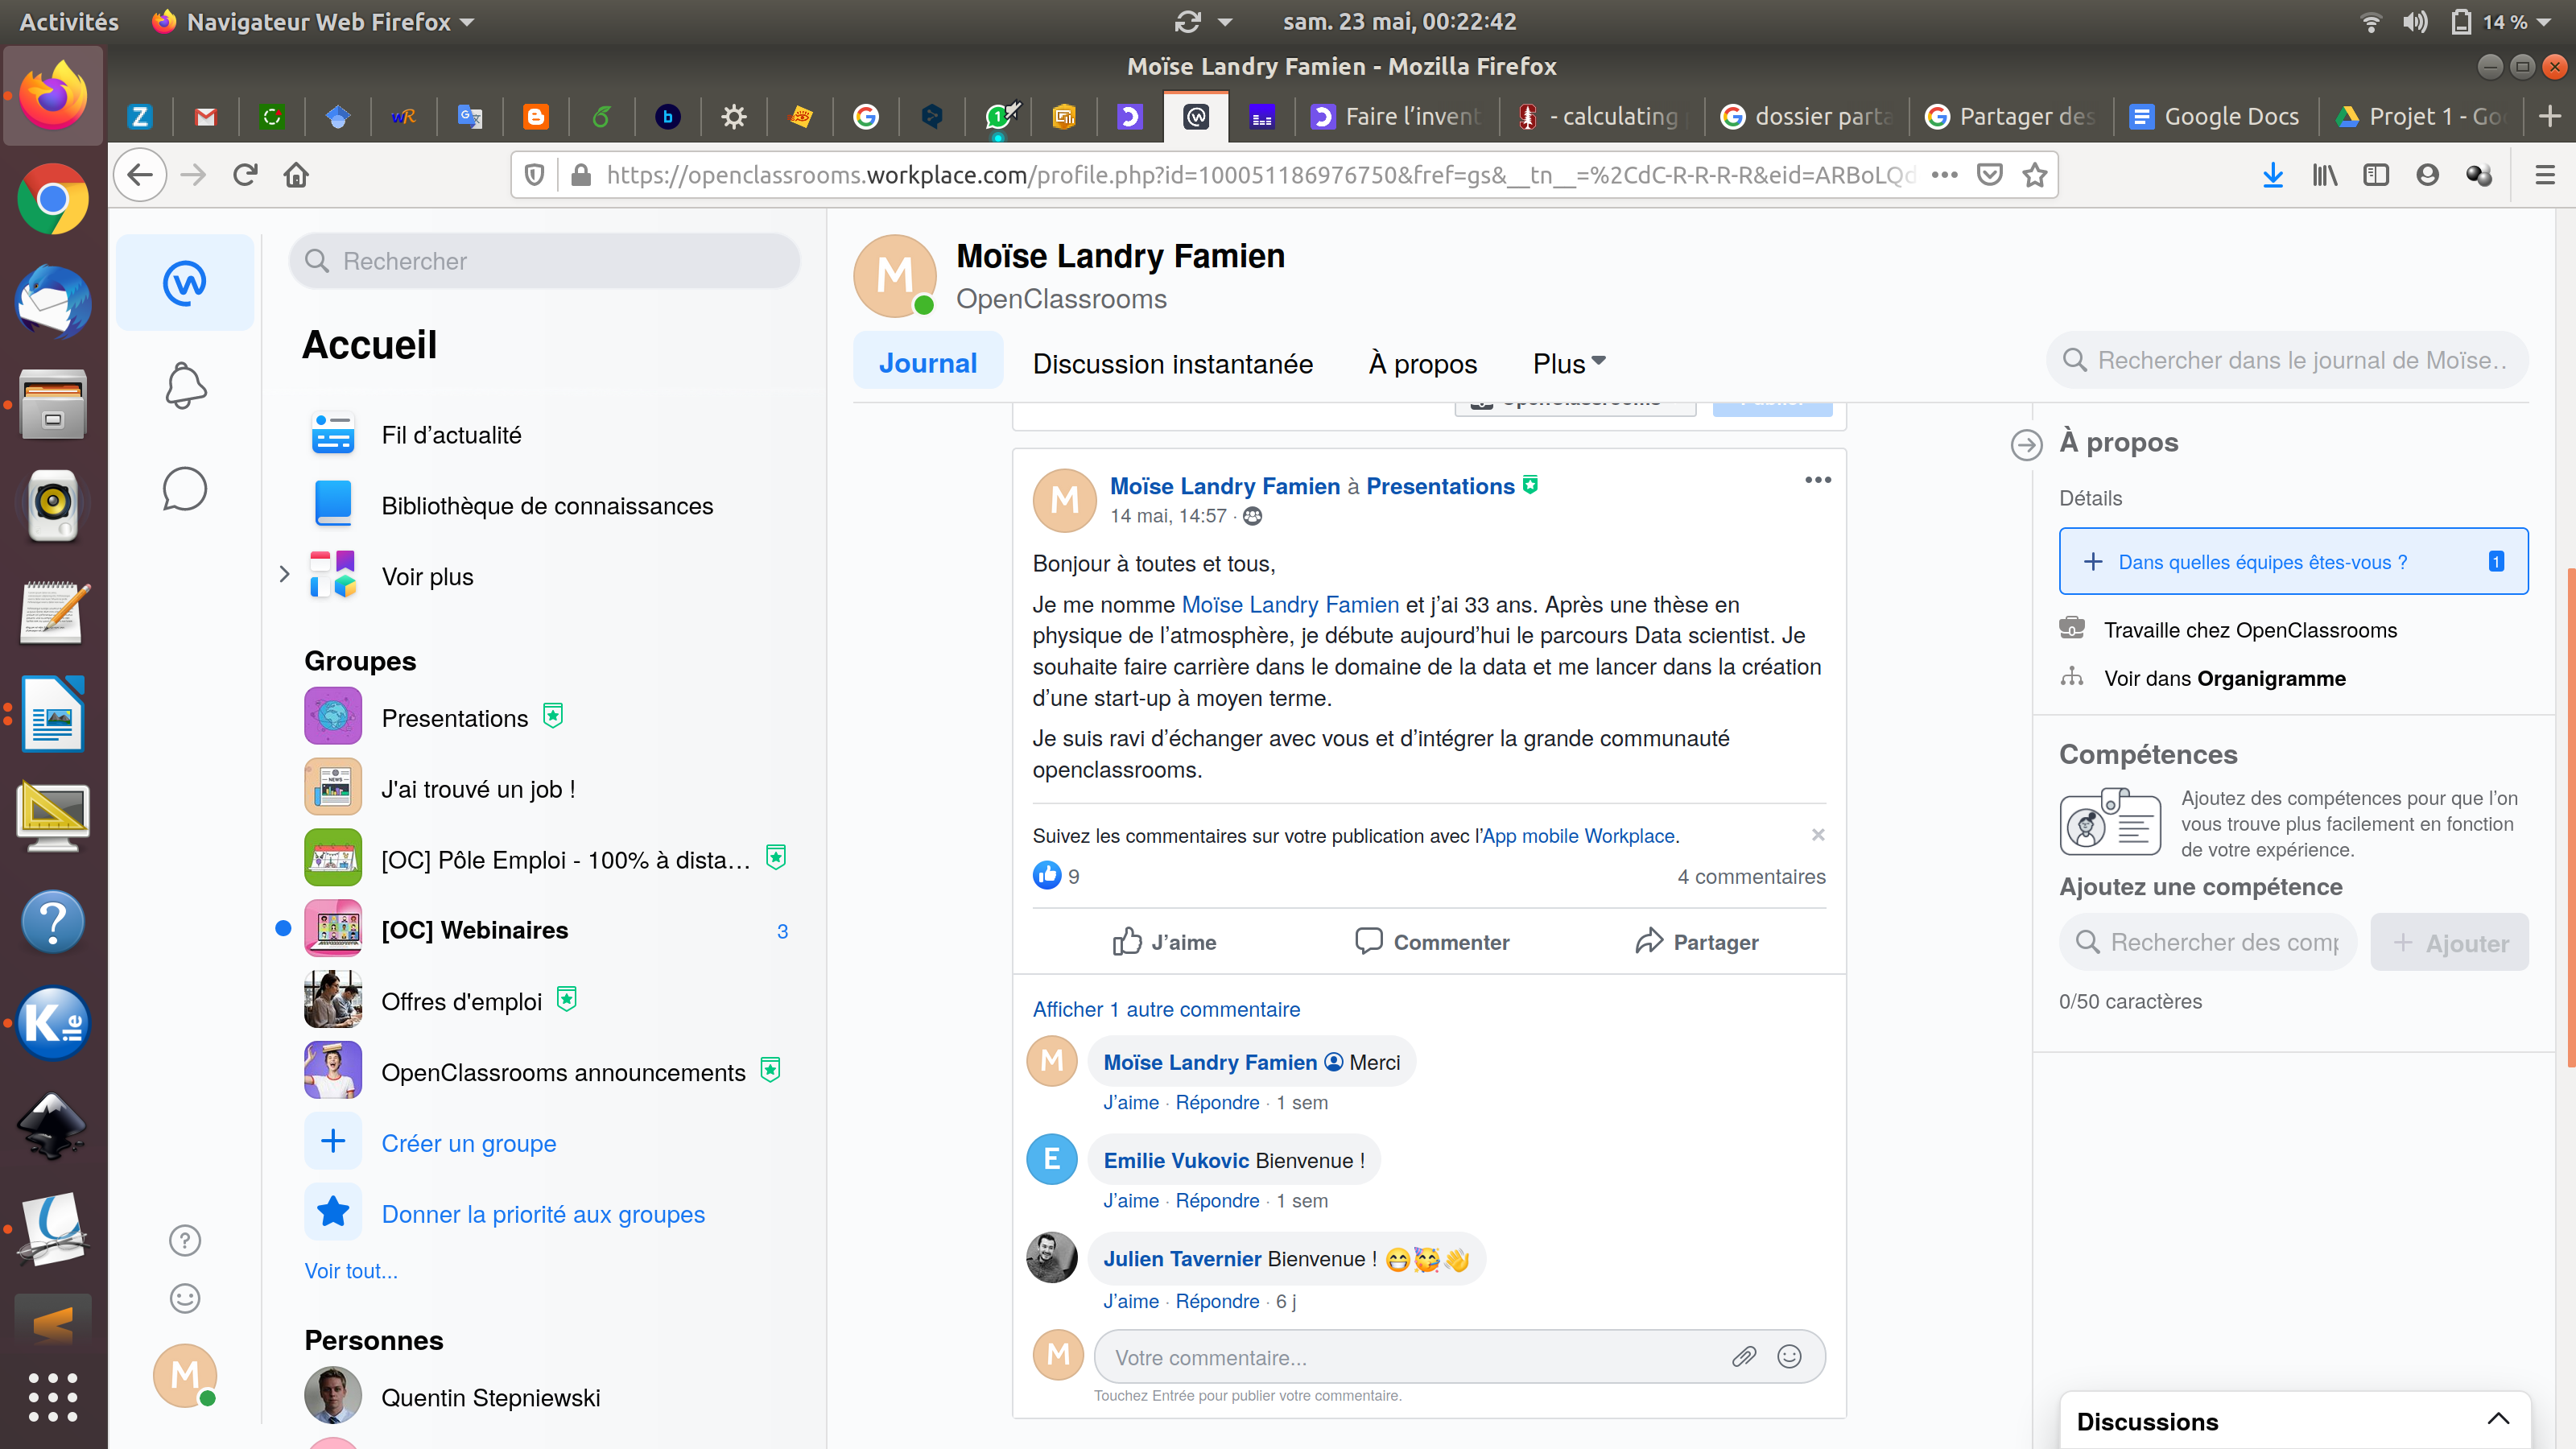 Activités
Navigateur Web Firefox
sam. 23 mai, 00:22:42
14 %
Moïse Landry Famien - Mozilla Firefox
Faire l’invent
- calculating
dossier parta
Partager des
Google Docs
Projet 1 - Go
https://openclassrooms.workplace.com/profile.php?id=100051186976750&fref=gs&__tn__=%2CdC-R-R-R-R&eid=ARBoLQd
Rechercher
Accueil
Fil d’actualité
Bibliothèque de connaissances
Voir plus
Groupes
Presentations
J'ai trouvé un job !
[OC] Pôle Emploi - 100% à dista…
[OC] Webinaires
3
Offres d'emploi
OpenClassrooms announcements
Créer un groupe
Donner la priorité aux groupes
Voir tout...
Personnes
Quentin Stepniewski
M
M
Moïse Landry Famien
OpenClassrooms
Journal
Discussion instantanée
À propos
Plus
Rechercher dans le journal de Moïse…
M
Moïse Landry Famien à Presentations
14 mai, 14:57 ·
Bonjour à toutes et tous,
Je me nomme Moïse Landry Famien et j’ai 33 ans. Après une thèse en
physique de l’atmosphère, je débute aujourd’hui le parcours Data scientist. Je
souhaite faire carrière dans le domaine de la data et me lancer dans la création
d’une start-up à moyen terme.
Je suis ravi d’échanger avec vous et d’intégrer la grande communauté
openclassrooms.
Suivez les commentaires sur votre publication avec l’App mobile Workplace.
9
4 commentaires
J’aime
Commenter
Partager
Afficher 1 autre commentaire
M
Moïse Landry Famien Merci
J’aime · Répondre · 1 sem
E
Emilie Vukovic Bienvenue !
J’aime · Répondre · 1 sem
Julien Tavernier Bienvenue ! 😁🥳👋
J’aime · Répondre · 6 j
M
Votre commentaire...
Touchez Entrée pour publier votre commentaire.
À propos
Détails
Dans quelles équipes êtes-vous ?
1
Travaille chez OpenClassrooms
Voir dans Organigramme
Compétences
Ajoutez des compétences pour que l’on
vous trouve plus facilement en fonction
de votre expérience.
Ajoutez une compétence
Rechercher des comp
+ Ajouter
0/50 caractères
Discussions